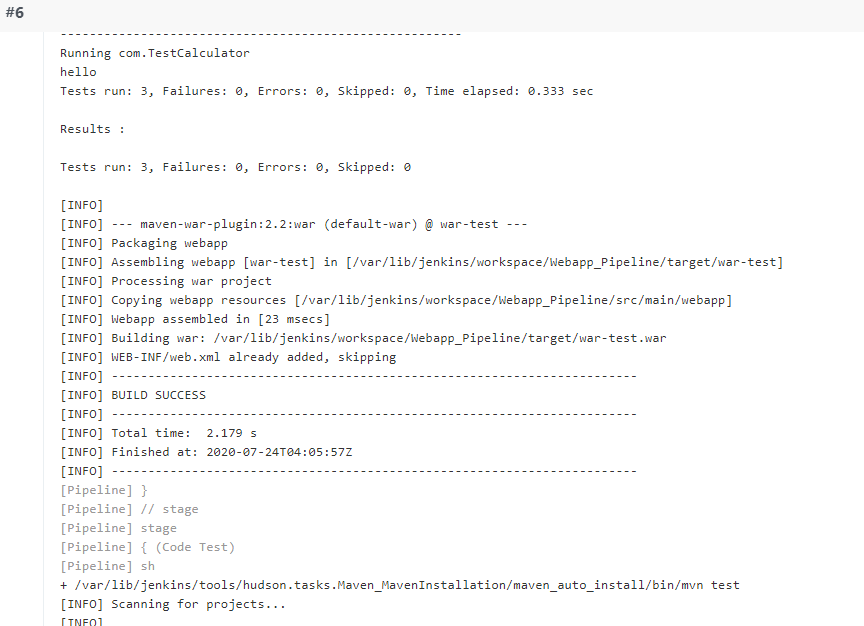 #6
-------------------------------------------------------
Running com.TestCalculator
hello
Tests run: 3, Failures: 0, Errors: 0, Skipped: 0, Time elapsed: 0.333 sec
Results :
Tests run: 3, Failures: 0, Errors: 0, Skipped: 0
[INFO]
[INFO] --- maven-war-plugin:2.2:war (default-war) @ war-test ---
[INFO] Packaging webapp
[INFO] Assembling webapp [war-test] in [/var/lib/jenkins/workspace/Webapp_Pipeline/target/war-test]
[INFO] Processing war project
[INFO] Copying webapp resources [/var/lib/jenkins/workspace/Webapp_Pipeline/src/main/webapp]
[INFO] Webapp assembled in [23 msecs]
[INFO] Building war: /var/lib/jenkins/workspace/Webapp_Pipeline/target/war-test.war
[INFO] WEB-INF/web.xml already added, skipping
[INFO] ------------------------------------------------------------------------
[INFO] BUILD SUCCESS
[INFO] ------------------------------------------------------------------------
[INFO] Total time:  2.179 s
[INFO] Finished at: 2020-07-24T04:05:57Z
[INFO] ------------------------------------------------------------------------
[Pipeline] }
[Pipeline] // stage
[Pipeline] stage
[Pipeline] { (Code Test)
[Pipeline] sh
+ /var/lib/jenkins/tools/hudson.tasks.Maven_MavenInstallation/maven_auto_install/bin/mvn test
[INFO] Scanning for projects...
[INFO]